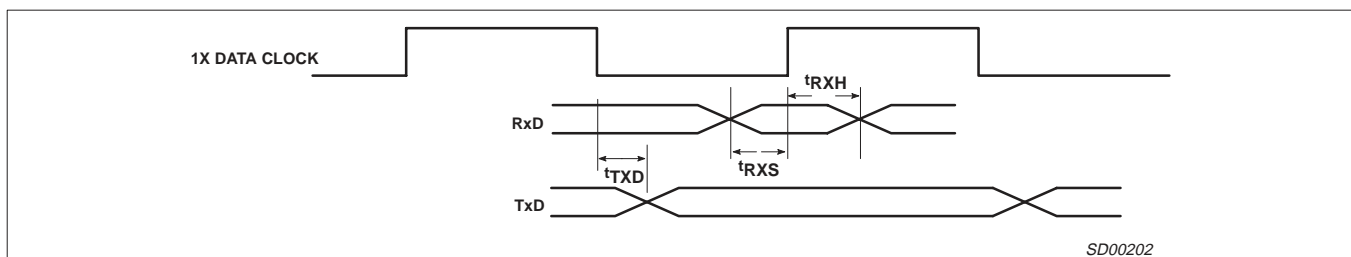 1X DATA CLOCK
tRXH
RxD
tRXS
tTXD
TxD
SD00202